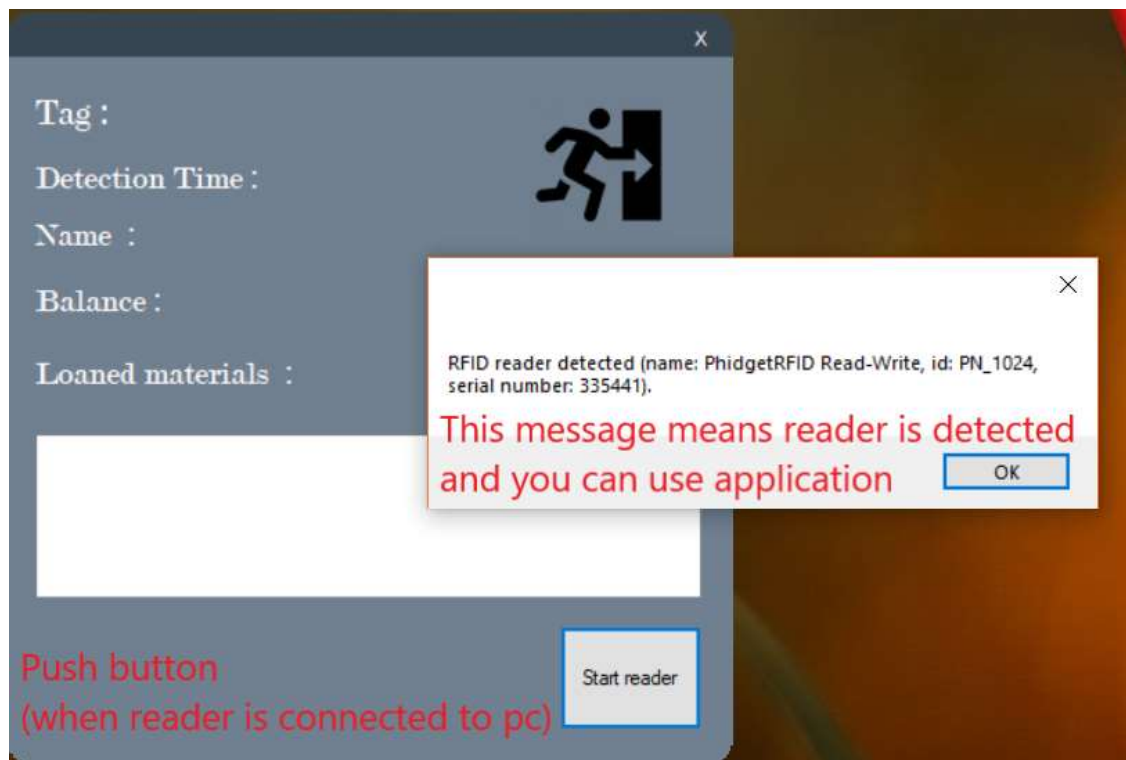 X
Tag :
Detection Time :
Name :
Balance :
Loaned materials :
RFID reader detected (name: PhidgetRFID Read-Write, id: PN_1024,
serial number: 335441).
This message means reader is detected
and you can use application
OK
Push button
(when reader is connected to pc)
Start reader